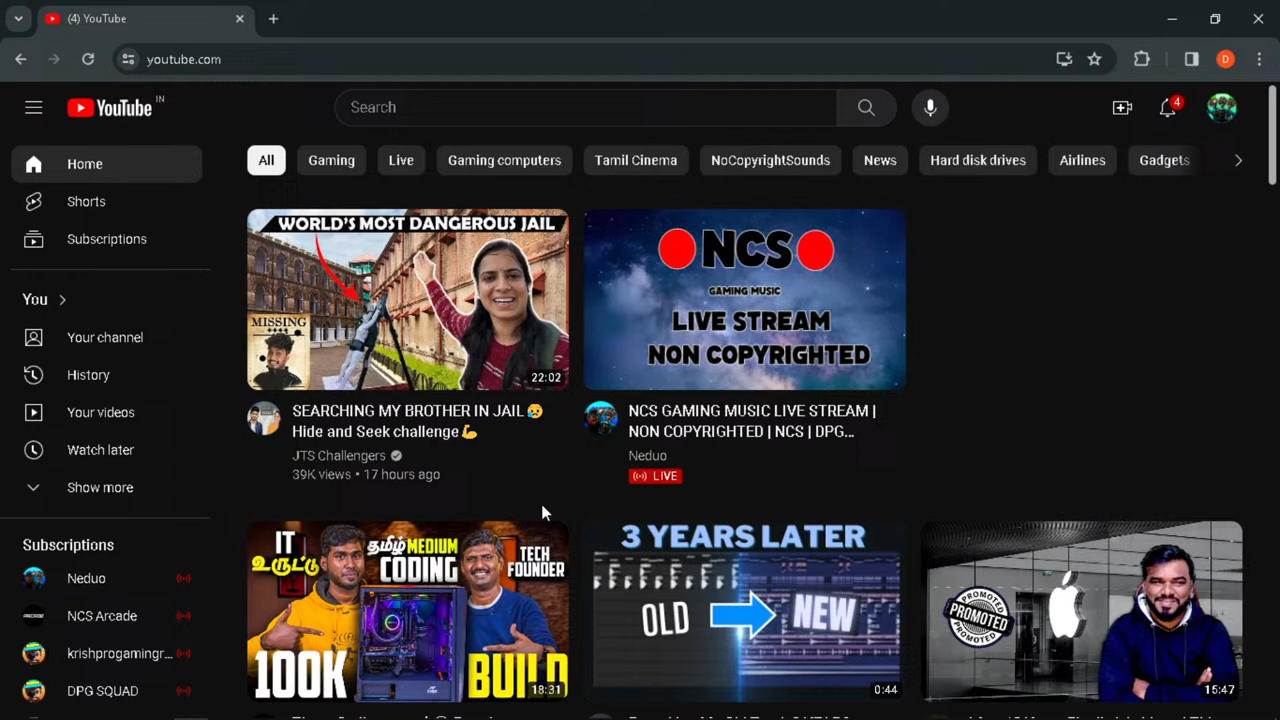 (4) YouTube
youtube.com
D
YouTube IN
Search
4
Home
Shorts
Subscriptions
You
Your channel
History
Your videos
Watch later
Show more
Subscriptions
Neduo
NCS Arcade
krishprogamingr...
DPG SQUAD
All Gaming Live Gaming computers Tamil Cinema NoCopyrightSounds News Hard disk drives Airlines Gadgets
WORLD'S MOST DANGEROUS JAIL
MISSING
22:02
SEARCHING MY BROTHER IN JAIL 😥
Hide and Seek challenge 💪
JTS Challengers
39K views • 17 hours ago
NCS
GAMING MUSIC
LIVE STREAM
NON COPYRIGHTED
NCS GAMING MUSIC LIVE STREAM |
NON COPYRIGHTED | NCS | DPG...
Neduo
LIVE
IT
உருட்டு
தமிழ் MEDIUM
CODING
TECH
FOUNDER
100K
BUILD
18:31
3 YEARS LATER
OLD
NEW
0:44
PROMOTED
PROMOTED
PROMOTED
15:47